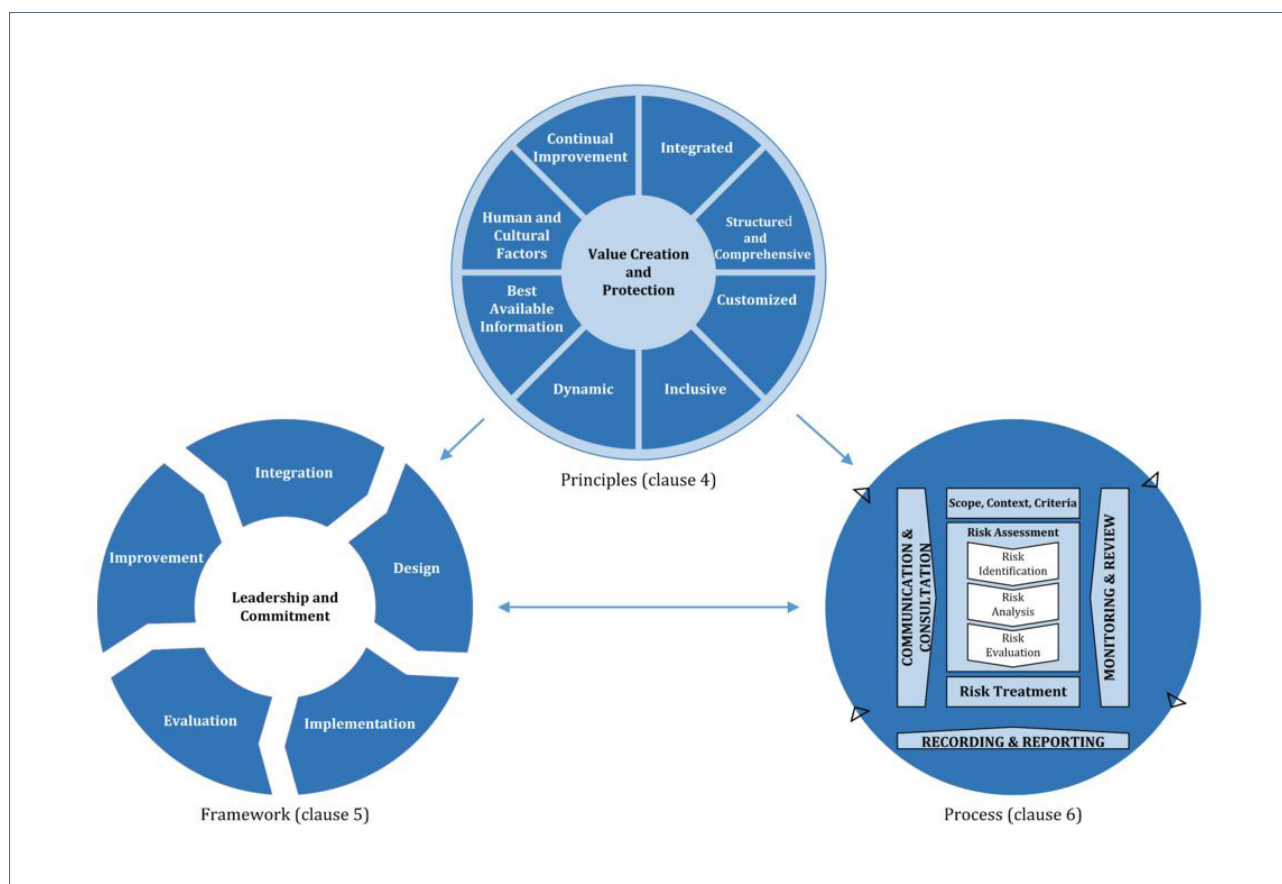 Continual
Improvement
Integrated
Human and
Cultural
Factors
Structured
and
Comprehensive
Value Creation
and
Protection
Best
Available
Information
Customized
Dynamic
Inclusive
Principles (clause 4)
Integration
Improvement
Design
Leadership and
Commitment
Evaluation
Implementation
Framework (clause 5)
Scope, Context, Criteria
Risk Assessment
Risk
Identification
Risk
Analysis
Risk
Evaluation
Risk Treatment
COMMUNICATION &
CONSULTATION
MONITORING & REVIEW
RECORDING & REPORTING
Process (clause 6)